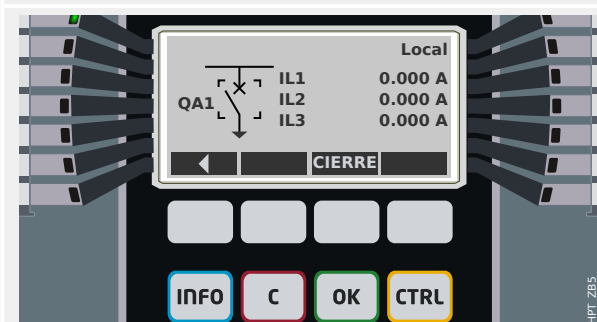 Local
IL1 0.000 A
QA1 IL2 0.000 A
IL3 0.000 A
CIERRE
INFO C OK CTRL
HPT ZB5